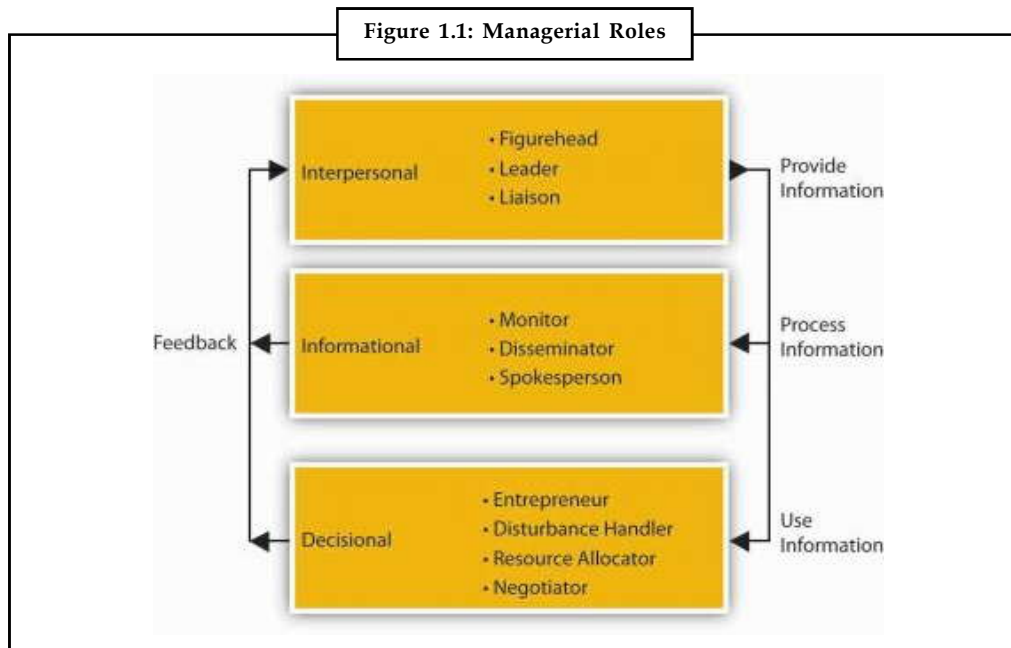 Figure 1.1: Managerial Roles
Interpersonal
• Figurehead
• Leader
• Liaison
Provide
Information
Feedback
Informational
• Monitor
• Disseminator
• Spokesperson
Process
Information
Decisional
• Entrepreneur
• Disturbance Handler
• Resource Allocator
• Negotiator
Use
Information